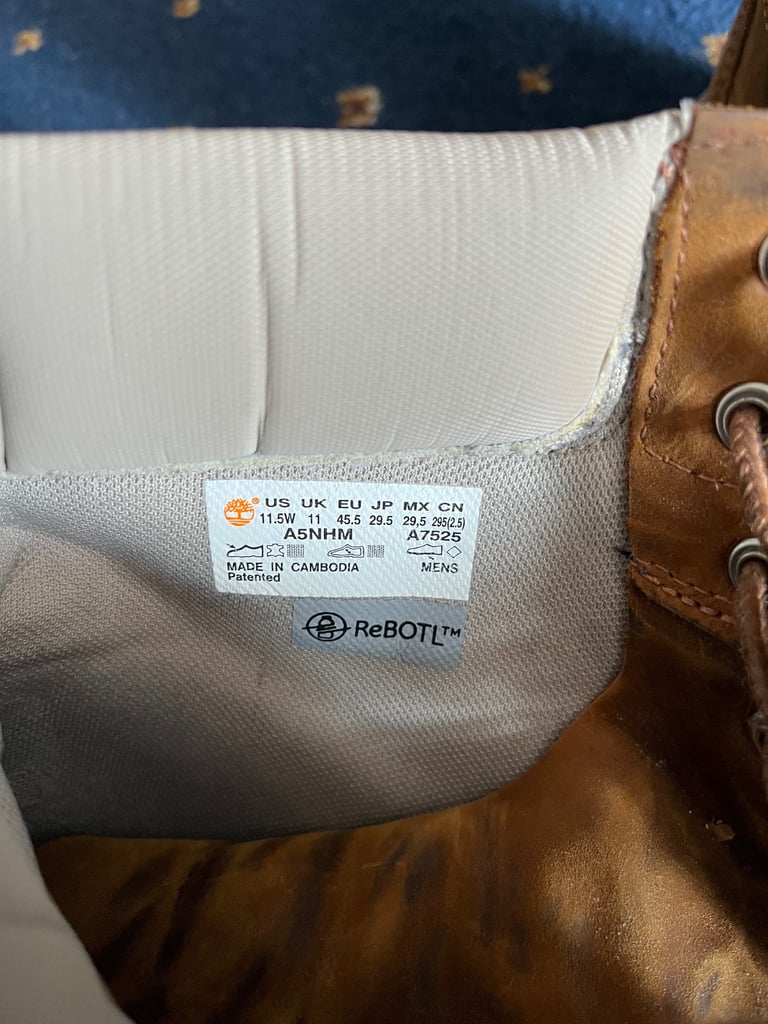 ® US UK EU JP MX CN
11.5W 11 45.5 29.5 29,5 295(2.5)
A5NHM A7525
MADE IN CAMBODIA MENS
Patented
ReBOTL™